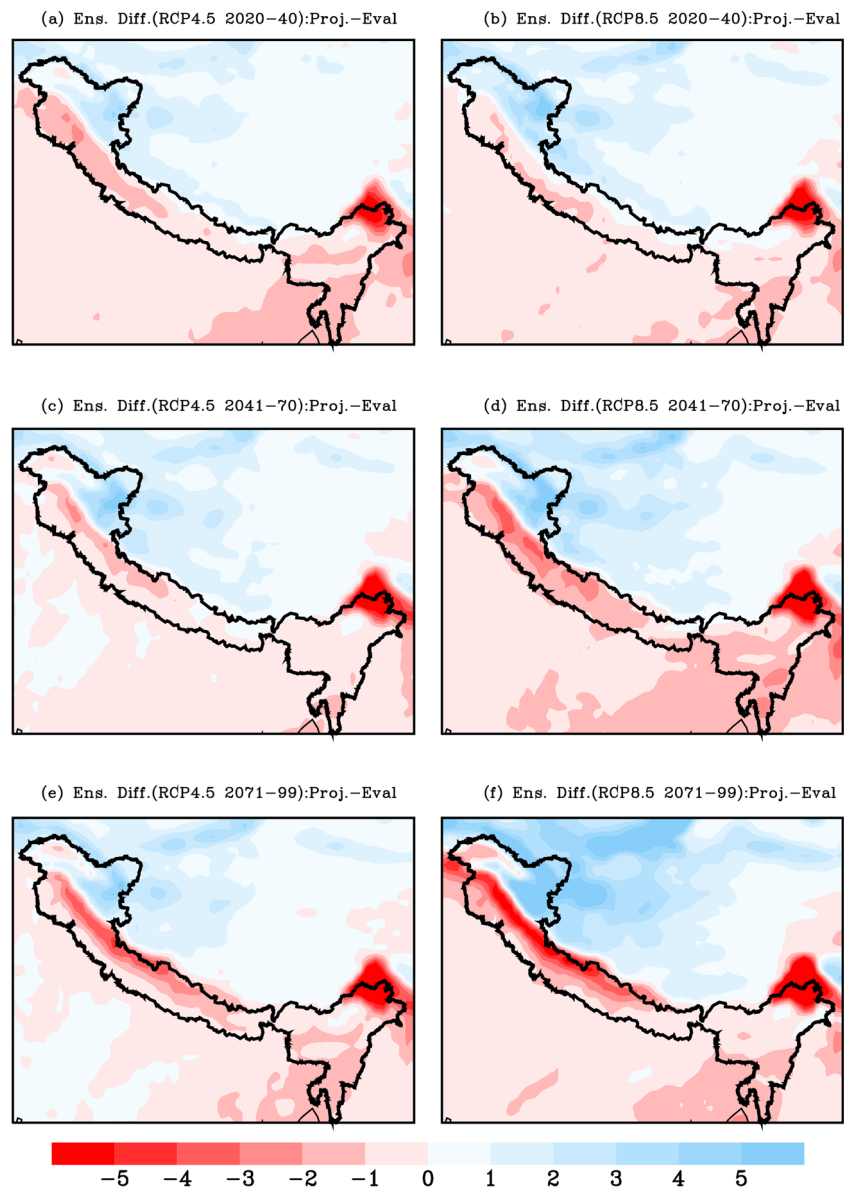 (a) Ens. Diff.(RCP4.5 2020−40):Proj.−Eval
(b) Ens. Diff.(RCP8.5 2020−40):Proj.−Eval
(c) Ens. Diff.(RCP4.5 2041−70):Proj.−Eval
(d) Ens. Diff.(RCP8.5 2041−70):Proj.−Eval
(e) Ens. Diff.(RCP4.5 2071−99):Proj.−Eval
(f) Ens. Diff.(RCP8.5 2071−99):Proj.−Eval
−5 −4 −3 −2 −1 0 1 2 3 4 5